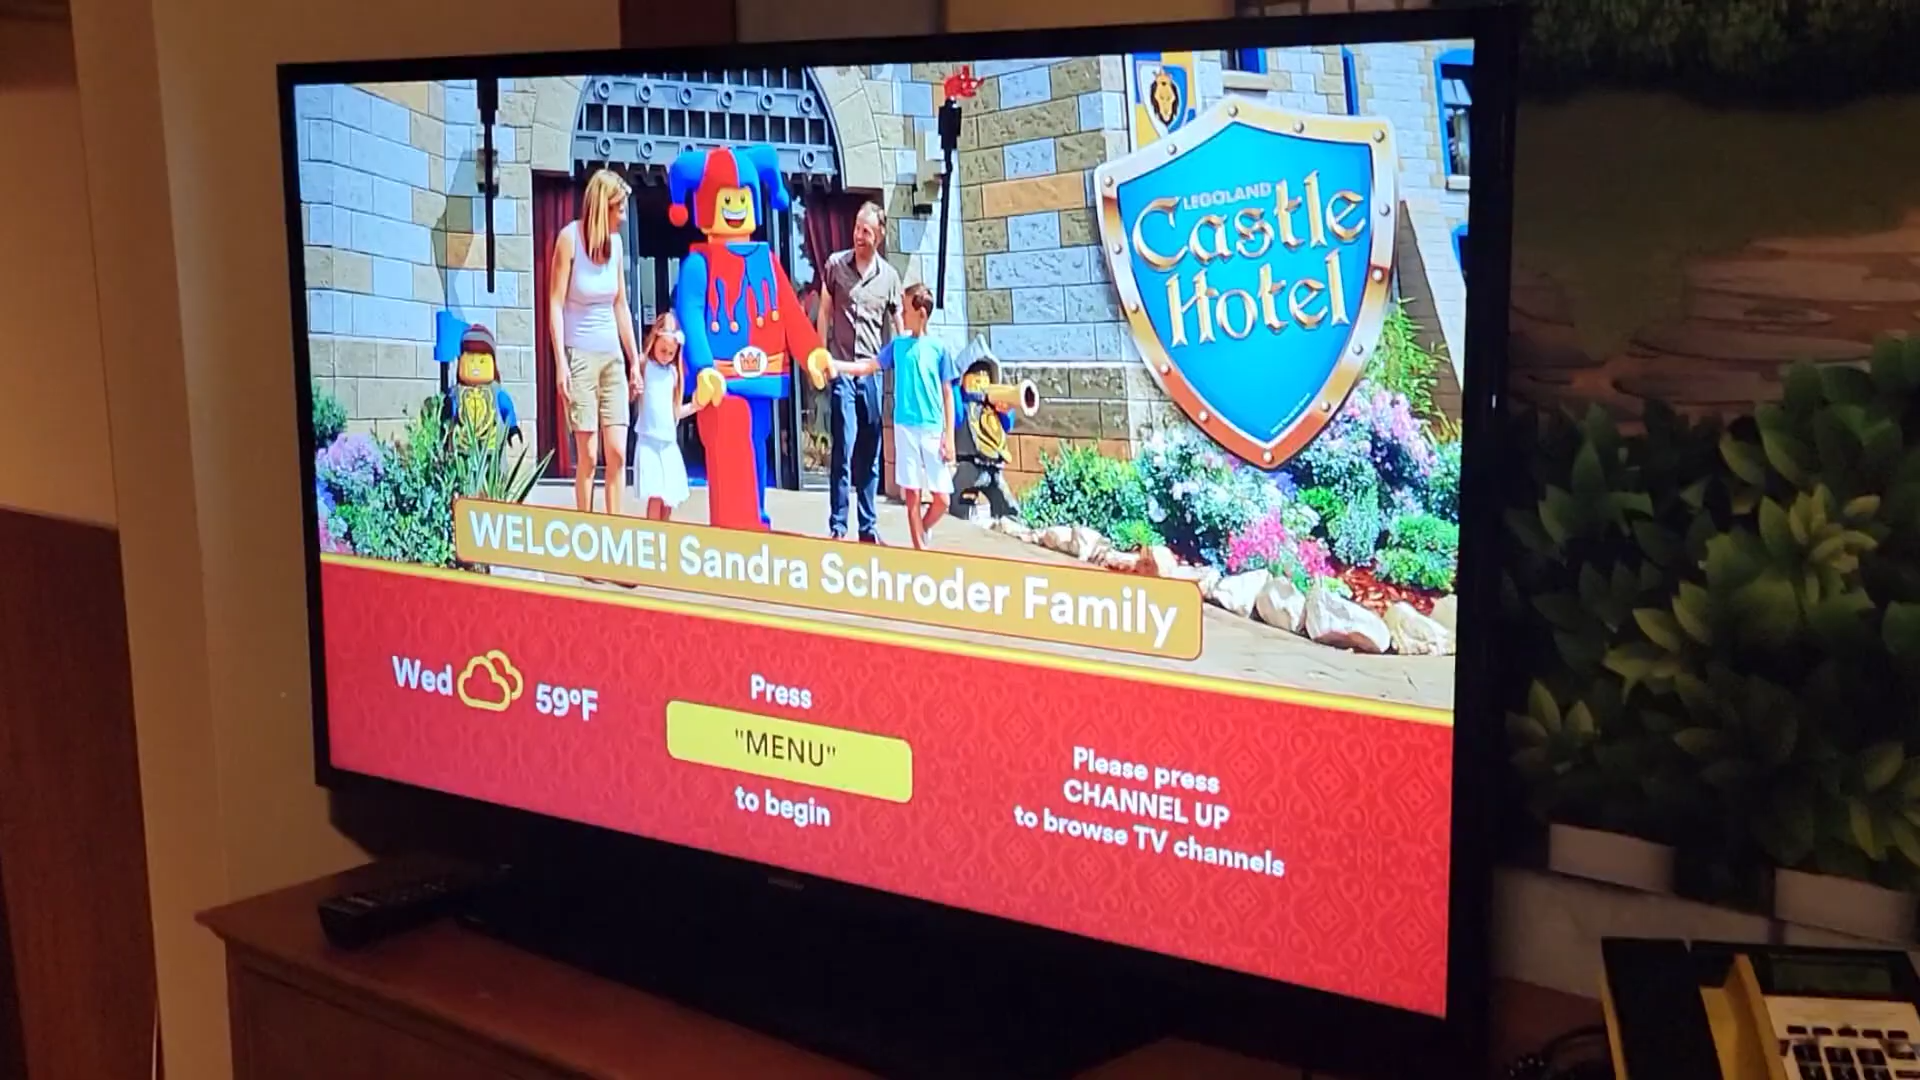 LEGOLAND
Castle
Hotel
WELCOME! Sandra Schroder Family
Wed
59°F
Press
"MENU"
to begin
Please press
CHANNEL UP
to browse TV channels